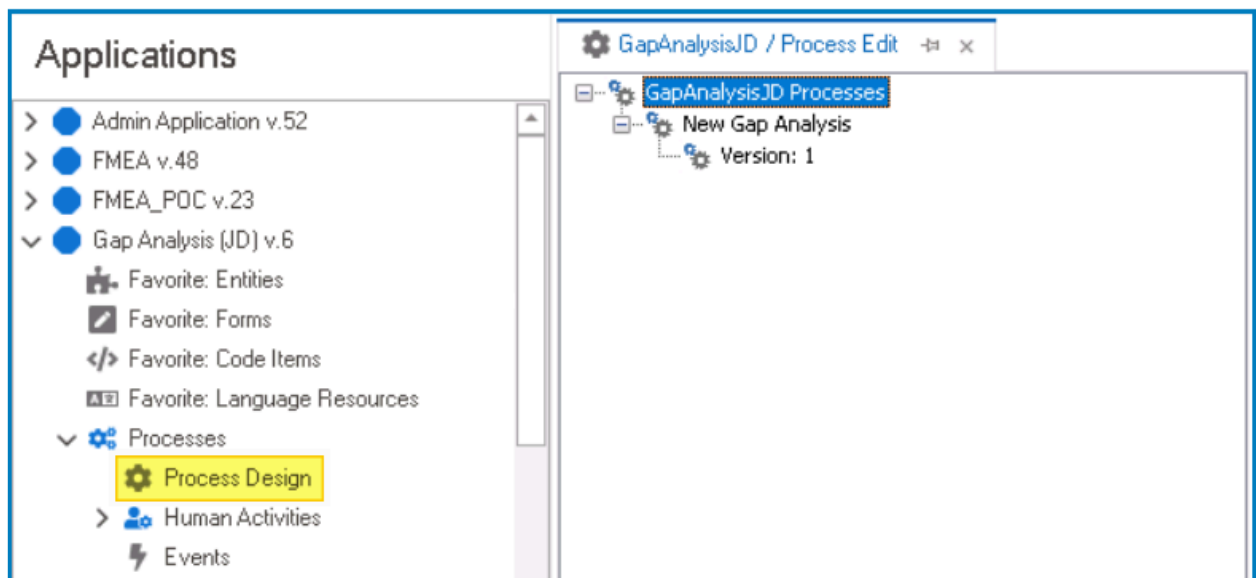 Applications
Admin Application v.52
FMEA v.48
FMEA_POC v.23
Gap Analysis (JD) v.6
Favorite: Entities
Favorite: Forms
Favorite: Code Items
Favorite: Language Resources
Processes
Process Design
Human Activities
Events
GapAnalysisJD / Process Edit
GapAnalysisJD Processes
New Gap Analysis
Version: 1